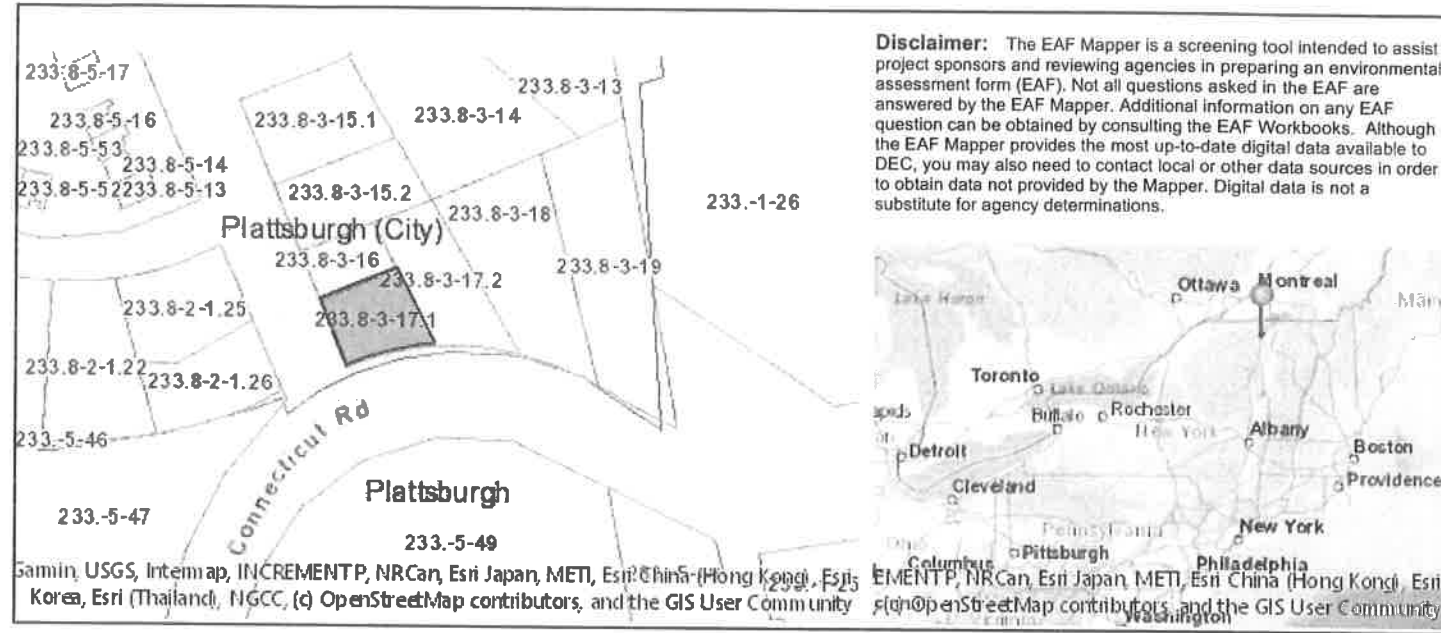 Disclaimer: The EAF Mapper is a screening tool intended to assist
project sponsors and reviewing agencies in preparing an environmental
assessment form (EAF). Not all questions asked in the EAF are
answered by the EAF Mapper. Additional information on any EAF
question can be obtained by consulting the EAF Workbooks. Although
the EAF Mapper provides the most up-to-date digital data available to
DEC, you may also need to contact local or other data sources in order
to obtain data not provided by the Mapper. Digital data is not a
substitute for agency determinations.
233.8-5-17
233.8-3-13
233.8-5-16
233.8-3-15.1
233.8-3-14
233.8-5-53
233.8-5-14
233.8-5-52
233.8-5-13
233.8-3-15.2
233.-1-26
233.8-3-18
Plattsburgh (City)
233.8-3-16
233.8-3-17.2
233.8-3-19
233.8-2-1.25
233.8-3-17.1
233.8-2-1.22
233.8-2-1.26
Connecticut Rd
233.-5-46
Plattsburgh
233.-5-47
233.-5-49
USGS, Intermap, INCREMENT P, NRCan, Esri Japan, METI, Esri China (Hong Kong), Esri
Korea, Esri (Thailand), NGCC, (c) OpenStreetMap contributors, and the GIS User Community
Ottawa
Montreal
Lake Huron
Toronto
Lake Ontario
Buffalo
Rochester
New York
Albany
Boston
Detroit
Providence
Cleveland
Pennsylvania
New York
Pittsburgh
Philadelphia
Columbus
NRCan, Esri Japan, METI, Esri China (Hong Kong), Esri
OpenStreetMap contributors, and the GIS User Community
Washington